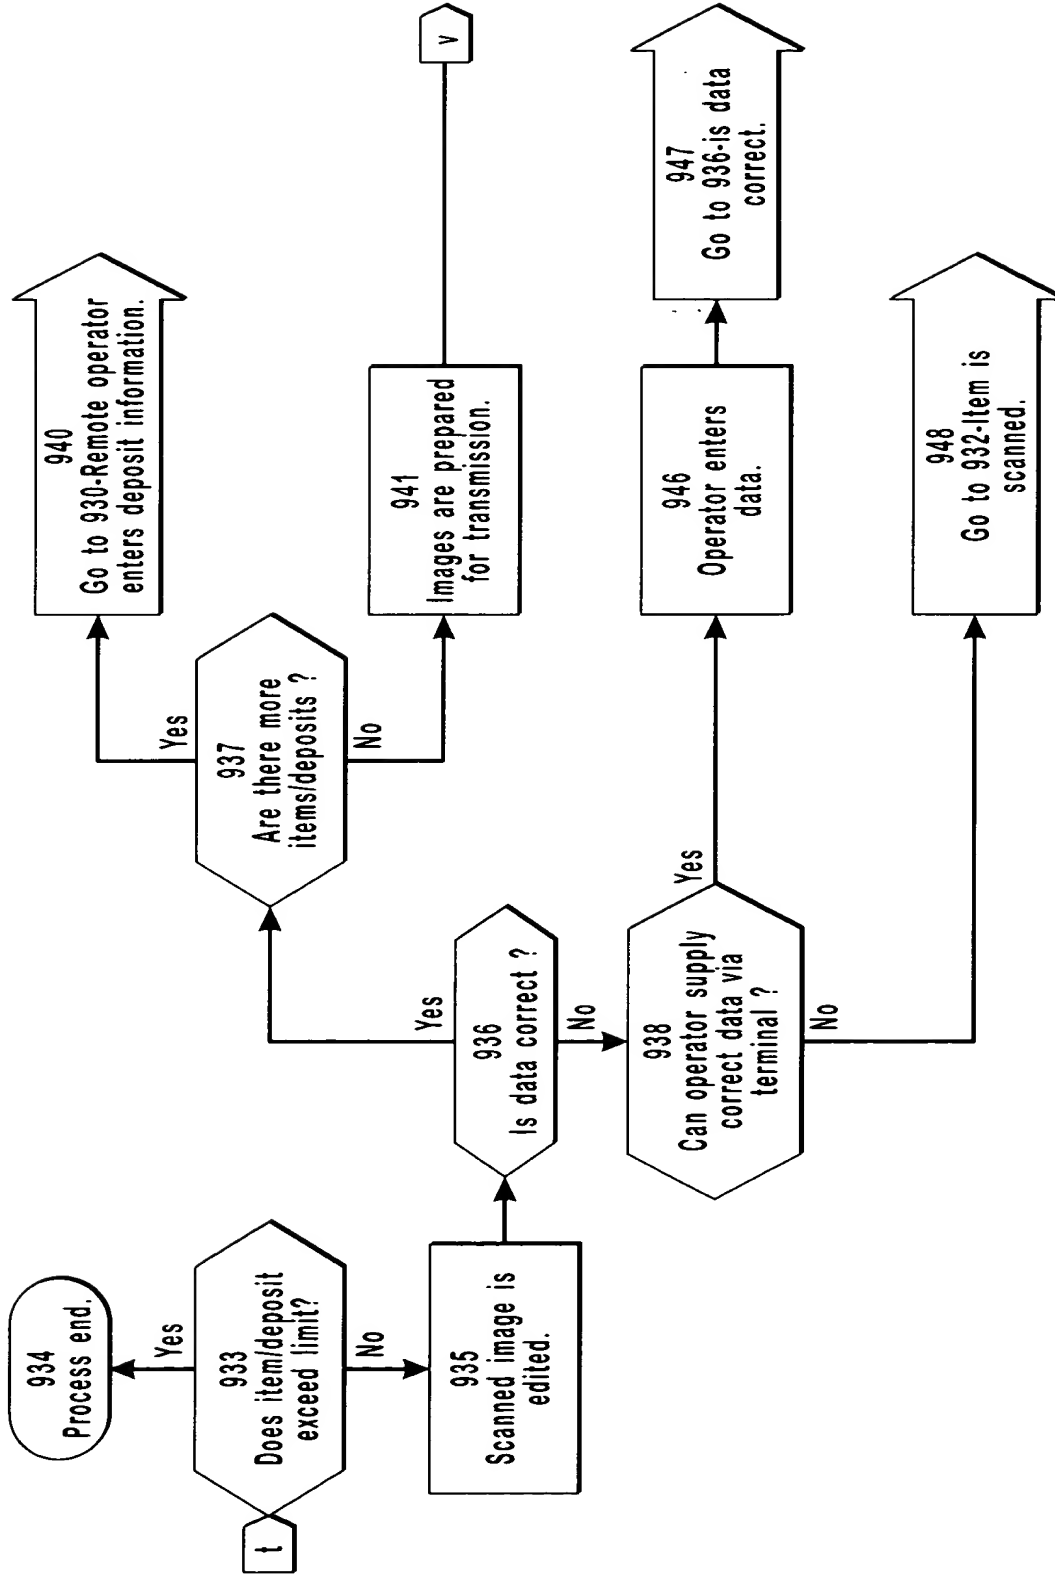 t
933
Does item/deposit
exceed limit?
Yes
934
Process end.
No
935
Scanned image is
edited.
936
Is data correct ?
Yes
937
Are there more
items/deposits ?
Yes
940
Go to 930-Remote operator
enters deposit information.
No
941
Images are prepared
for transmission.
v
No
938
Can operator supply
correct data via
terminal ?
Yes
946
Operator enters
data.
947
Go to 936-is data
correct.
No
948
Go to 932-Item is
scanned.